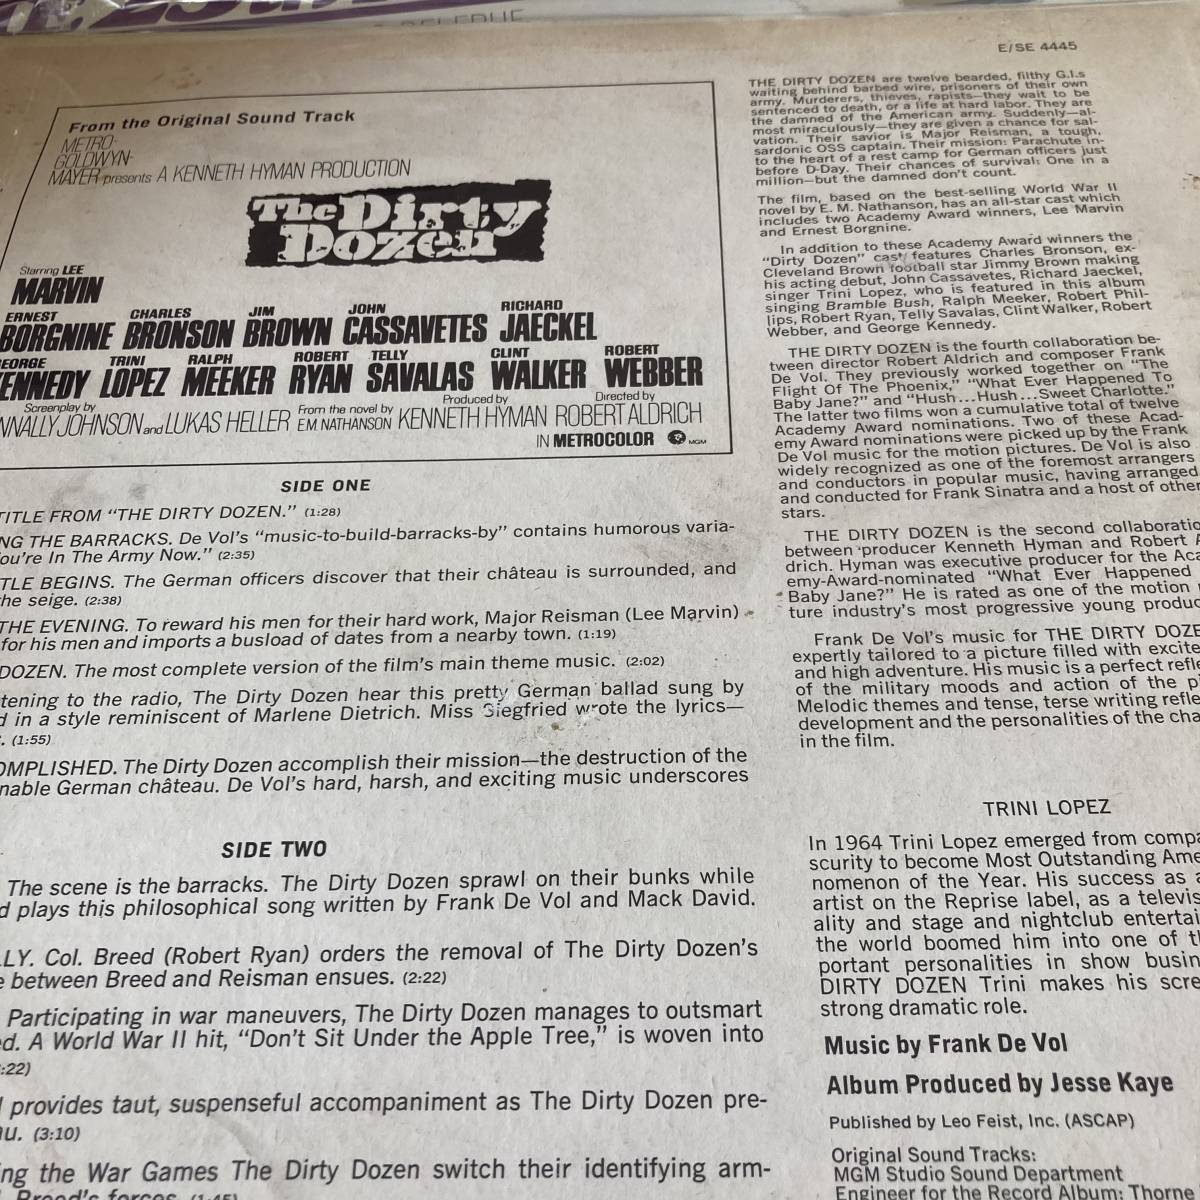 E/SE 4445
From the Original Sound Track
METRO-
GOLDWYN-
MAYER presents A KENNETH HYMAN PRODUCTION
The Dirty
Dozen
Starring LEE
MARVIN
ERNEST CHARLES JIM JOHN RICHARD
BORGNINE BRONSON BROWN CASSAVETES JAECKEL
EORGE TRINI RALPH ROBERT TELLY CLINT ROBERT
ENNEDY LOPEZ MEEKER RYAN SAVALAS WALKER WEBBER
Screenplay by From the novel by Produced by Directed by
NNALLY JOHNSON and LUKAS HELLER E.M. NATHANSON KENNETH HYMAN ROBERT ALDRICH
IN METROCOLOR MGM
SIDE ONE
TITLE FROM “THE DIRTY DOZEN.” (1:28)
NG THE BARRACKS. De Vol’s “music-to-build-barracks-by” contains humorous varia-
ou’re In The Army Now.” (2:35)
TLE BEGINS. The German officers discover that their château is surrounded, and
he seige. (2:38)
THE EVENING. To reward his men for their hard work, Major Reisman (Lee Marvin)
for his men and imports a busload of dates from a nearby town. (1:19)
DOZEN. The most complete version of the film’s main theme music. (2:02)
tening to the radio, The Dirty Dozen hear this pretty German ballad sung by
d in a style reminiscent of Marlene Dietrich. Miss Siegfried wrote the lyrics—
. (1:55)
OMPLISHED. The Dirty Dozen accomplish their mission—the destruction of the
nable German château. De Vol’s hard, harsh, and exciting music underscores
SIDE TWO
The scene is the barracks. The Dirty Dozen sprawl on their bunks while
d plays this philosophical song written by Frank De Vol and Mack David.
LLY. Col. Breed (Robert Ryan) orders the removal of The Dirty Dozen’s
e between Breed and Reisman ensues. (2:22)
Participating in war maneuvers, The Dirty Dozen manages to outsmart
ed. A World War II hit, “Don’t Sit Under the Apple Tree,” is woven into
:22)
l provides taut, suspenseful accompaniment as The Dirty Dozen pre-
au. (3:10)
ing the War Games The Dirty Dozen switch their identifying arm-
Breed’s forces. (1:45)
THE DIRTY DOZEN are twelve bearded, filthy G.I.s
waiting behind barbed wire, prisoners of their own
army. Murderers, thieves, rapists—they wait to be
sentenced to death, or a life at hard labor. They are
the damned of the American army. Suddenly—al-
most miraculously—they are given a chance for sal-
vation. Their savior is Major Reisman, a tough,
sardonic OSS captain. Their mission: Parachute in-
to the heart of a rest camp for German officers just
before D-Day. Their chances of survival: One in a
million—but the damned don’t count.
The film, based on the best-selling World War II
novel by E. M. Nathanson, has an all-star cast which
includes two Academy Award winners, Lee Marvin
and Ernest Borgnine.
In addition to these Academy Award winners the
“Dirty Dozen” cast features Charles Bronson, ex-
Cleveland Brown football star Jimmy Brown making
his acting debut, John Cassavetes, Richard Jaeckel,
singer Trini Lopez, who is featured in this album
singing Bramble Bush, Ralph Meeker, Robert Phil-
lips, Robert Ryan, Telly Savalas, Clint Walker, Robert
Webber, and George Kennedy.
THE DIRTY DOZEN is the fourth collaboration be-
tween director Robert Aldrich and composer Frank
De Vol. They previously worked together on “The
Flight Of The Phoenix,” “What Ever Happened To
Baby Jane?” and “Hush...Hush...Sweet Charlotte.”
The latter two films won a cumulative total of twelve
Academy Award nominations. Two of these Acad-
emy Award nominations were picked up by the Frank
De Vol music for the motion pictures. De Vol is also
widely recognized as one of the foremost arrangers
and conductors in popular music, having arranged
and conducted for Frank Sinatra and a host of other
stars.
THE DIRTY DOZEN is the second collaboratio
between producer Kenneth Hyman and Robert A
drich. Hyman was executive producer for the Aca
emy-Award-nominated “What Ever Happened
Baby Jane?” He is rated as one of the motion
ture industry’s most progressive young produc
Frank De Vol’s music for THE DIRTY DOZE
expertly tailored to a picture filled with excite
and high adventure. His music is a perfect refle
of the military moods and action of the pi
Melodic themes and tense, terse writing refle
development and the personalities of the cha
in the film.
TRINI LOPEZ
In 1964 Trini Lopez emerged from compa
scurity to become Most Outstanding Ame
nomenon of the Year. His success as a
artist on the Reprise label, as a televis
ality and stage and nightclub entertai
the world boomed him into one of th
portant personalities in show busin
DIRTY DOZEN Trini makes his scre
strong dramatic role.
Music by Frank De Vol
Album Produced by Jesse Kaye
Published by Leo Feist, Inc. (ASCAP)
Original Sound Tracks:
MGM Studio Sound Department
Engineer for the Record Album: Thorne